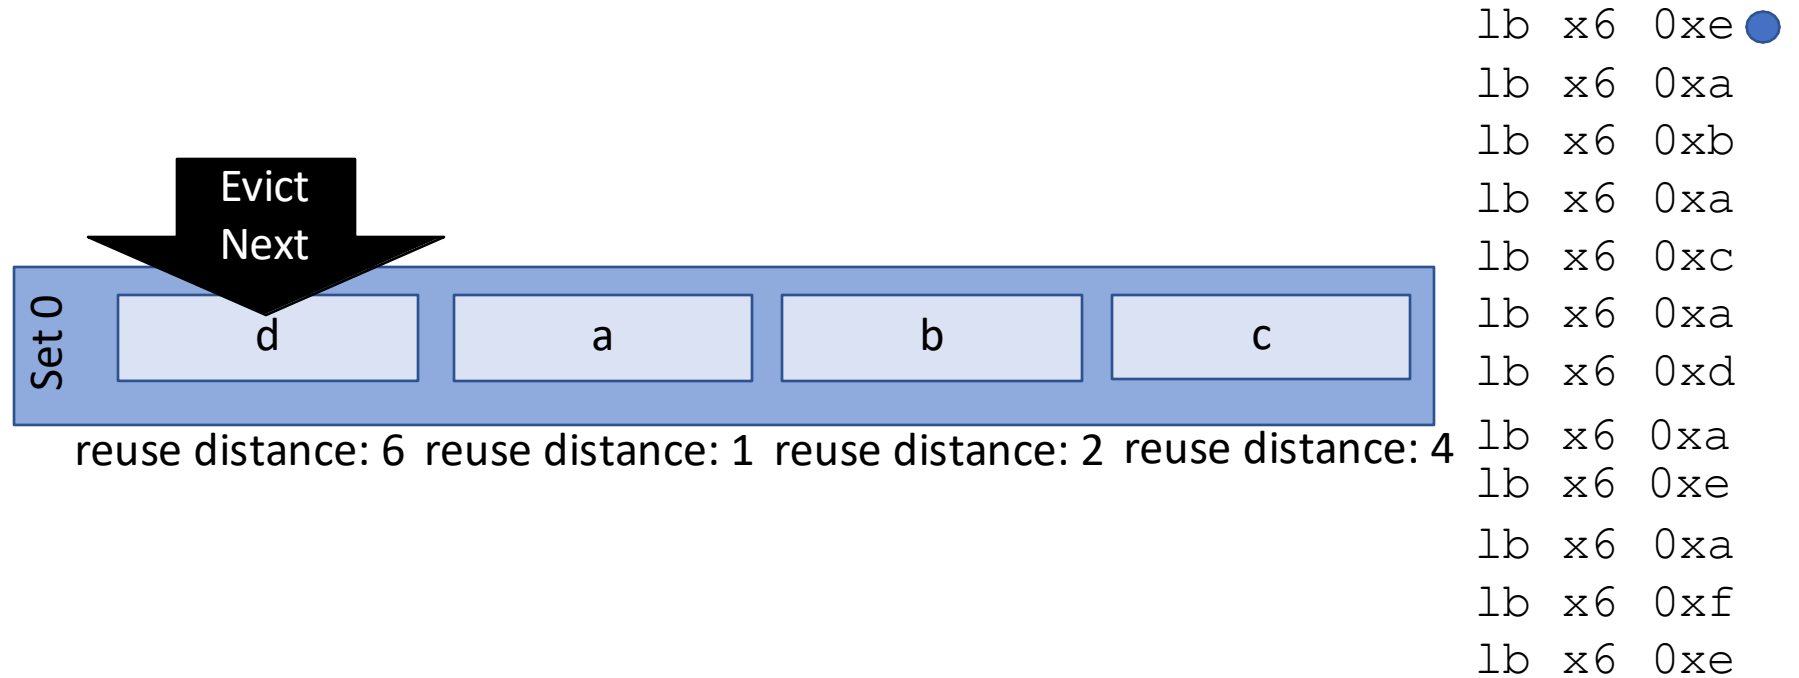 Evict
Next
Set 0
d
a
b
c
reuse distance: 6
reuse distance: 1
reuse distance: 2
reuse distance: 4
lb x6 0xe
lb x6 0xa
lb x6 0xb
lb x6 0xa
lb x6 0xc
lb x6 0xa
lb x6 0xd
lb x6 0xa
lb x6 0xe
lb x6 0xa
lb x6 0xf
lb x6 0xe